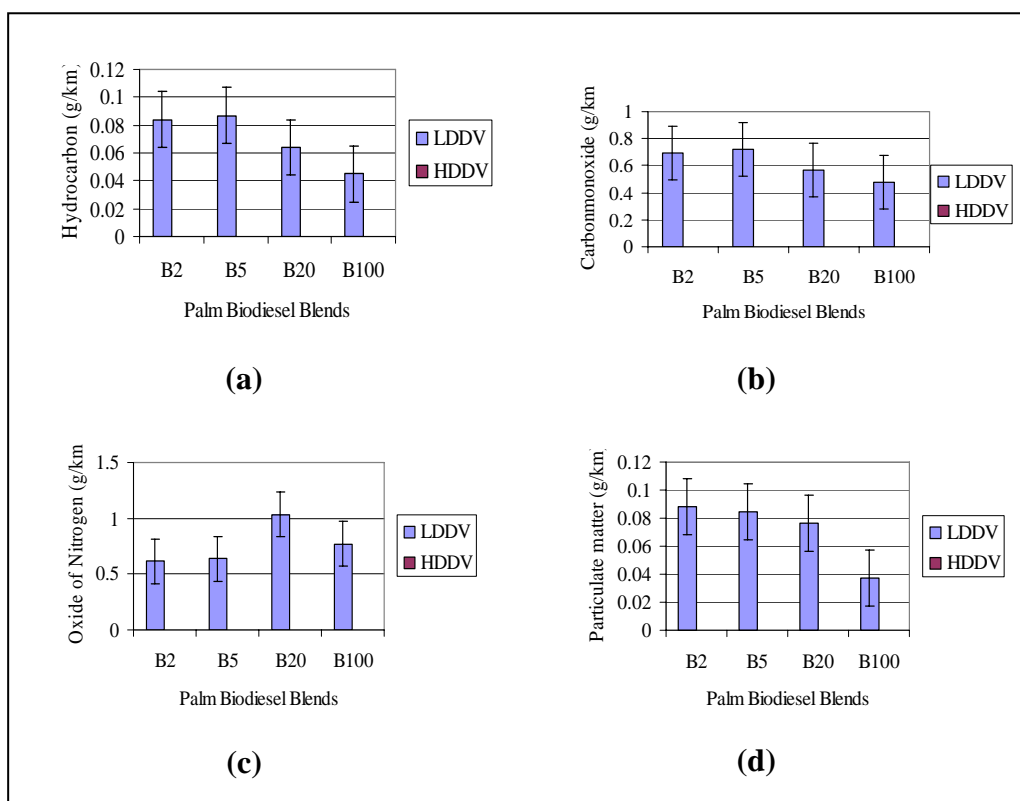 Hydrocarbon (g/km)
0.12
0.1
0.08
0.06
0.04
0.02
0
B2 B5 B20 B100
Palm Biodiesel Blends
LDDV
HDDV
(a)
Carbonmonoxide (g/km
1
0.8
0.6
0.4
0.2
0
B2 B5 B20 B100
Palm Biodiesel Blends
LDDV
HDDV
(b)
Oxide of Nitrogen (g/km
1.5
1
0.5
0
B2 B5 B20 B100
Palm Biodiesel Blends
LDDV
HDDV
(c)
Particulate matter (g/km)
0.12
0.1
0.08
0.06
0.04
0.02
0
B2 B5 B20 B100
Palm Biodiesel Blends
LDDV
HDDV
(d)